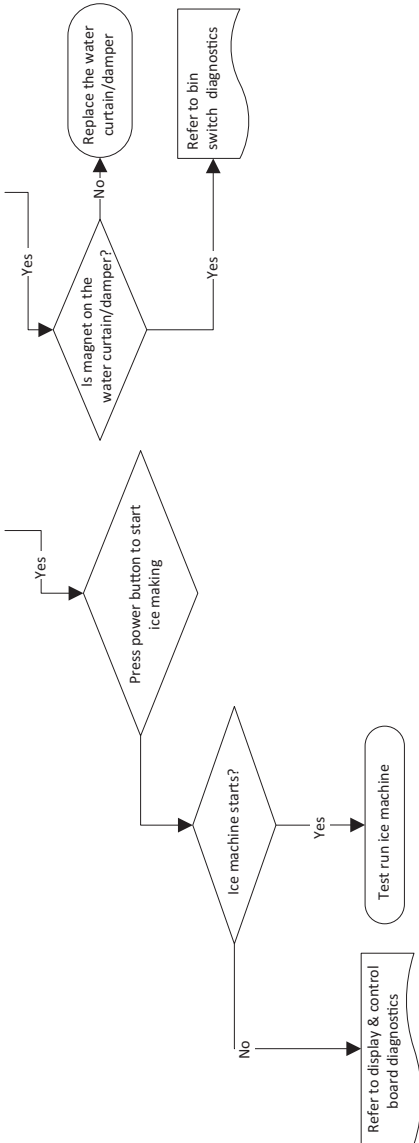 Yes
Is magnet on the
water curtain/damper?
No
Replace the water
curtain/damper
Yes
Refer to bin
switch diagnostics
Yes
Press power button to start
ice making
Ice machine starts?
Yes
Test run ice machine
No
Refer to display & control
board diagnostics